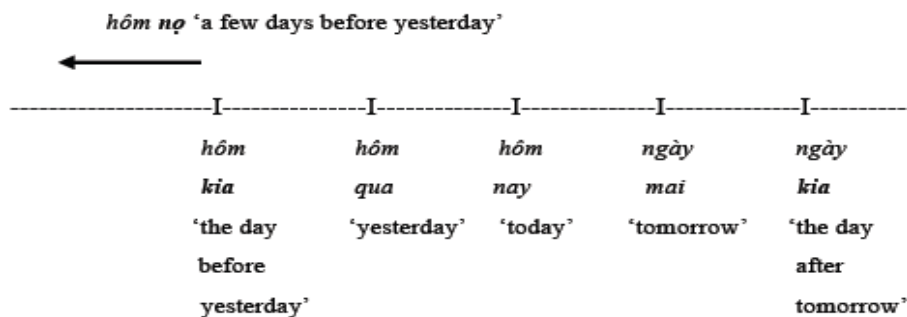 hôm nọ ‘a few days before yesterday’
--------------------I--------------I-------------I-------------I-------------I---------
hôm hôm hôm ngày ngày
kia qua nay mai kia
‘the day ‘yesterday’ ‘today’ ‘tomorrow’ ‘the day
before after
yesterday’ tomorrow’